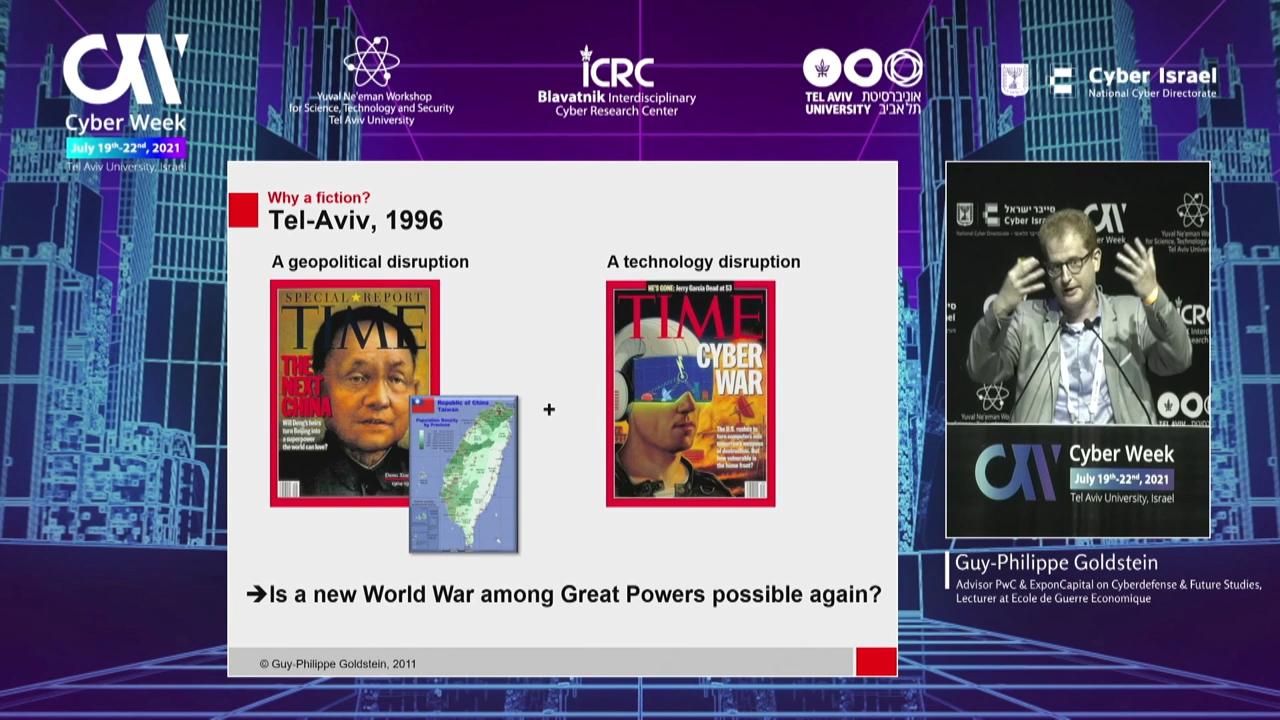 Cyber Week
July 19th-22nd, 2021
Tel Aviv University, Israel
Yuval Ne'eman Workshop
for Science, Technology and Security
Tel Aviv University
ICRC
Blavatnik Interdisciplinary
Cyber Research Center
TEL AVIV אוניברסיטת
UNIVERSITY תל אביב
Cyber Israel
National Cyber Directorate
Why a fiction?
Tel-Aviv, 1996
A geopolitical disruption
A technology disruption
SPECIAL REPORT
TIME
THE
NEXT
CHINA
Will Deng's heirs
turn Beijing into
a superpower
the world can love?
Republic of China
Taiwan
Population Density
by Province
+
HE'S GONE: Jerry Garcia Dead at 53
TIME
CYBER
WAR
The U.S. rushes to
turn computers into
tomorrow's weapons
of destruction. But
how vulnerable is
the home front?
➔Is a new World War among Great Powers possible again?
© Guy-Philippe Goldstein, 2011
סייבר ישראל
Cyber Week
July 19th-22nd, 2021
Tel Aviv University, Israel
Guy-Philippe Goldstein
Advisor PwC & ExponCapital on Cyberdefense & Future Studies,
Lecturer at Ecole de Guerre Economique